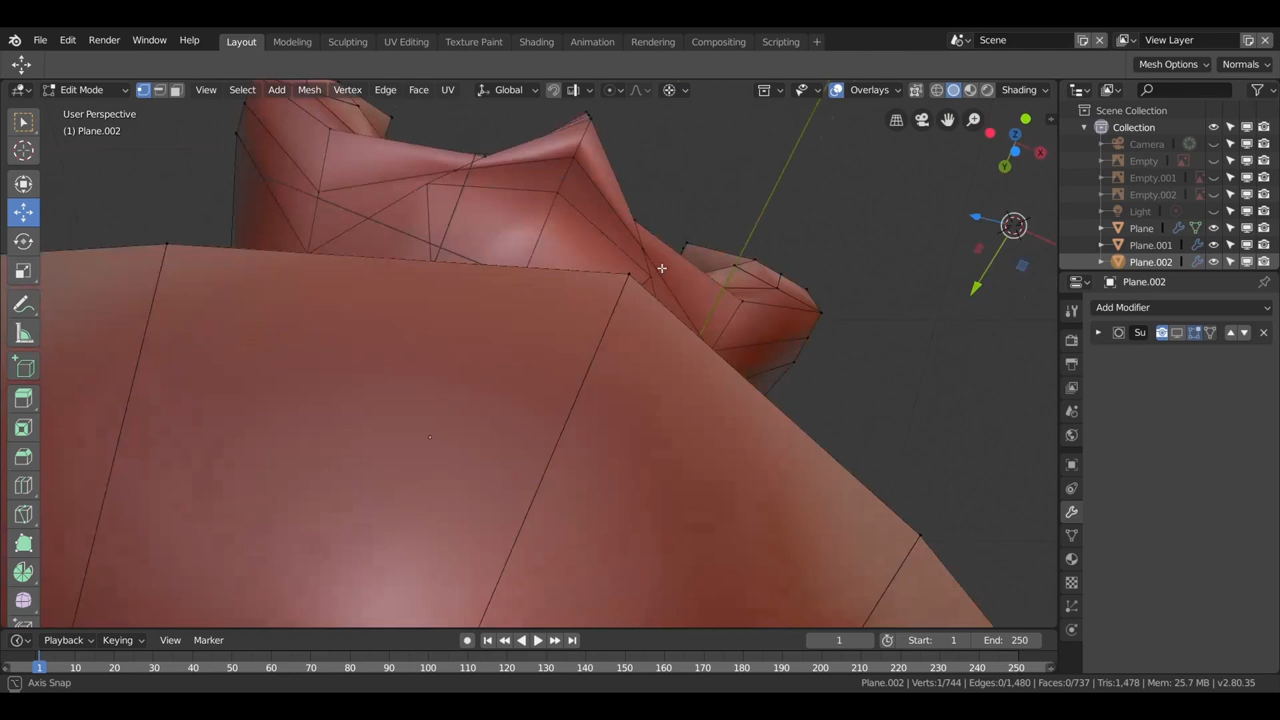 File Edit Render Window Help Layout Modeling Sculpting UV Editing Texture Paint Shading Animation Rendering Compositing Scripting + Scene View Layer
Mesh Options Normals
Edit Mode View Select Add Mesh Vertex Edge Face UV Global Overlays Shading
User Perspective
(1) Plane.002
Scene Collection
Collection
Camera
Empty
Empty.001
Empty.002
Light
Plane
Plane.001
Plane.002
Plane.002
Add Modifier
Su
X
Z
Y
Playback Keying View Marker 1 Start: 1 End: 250
1 10 20 30 40 50 60 70 80 90 100 110 120 130 140 150 160 170 180 190 200 210 220 230 240 250
Axis Snap Plane.002 | Verts:1/744 | Edges:0/1,480 | Faces:0/737 | Tris:1,478 | Mem: 25.7 MB | v2.80.35